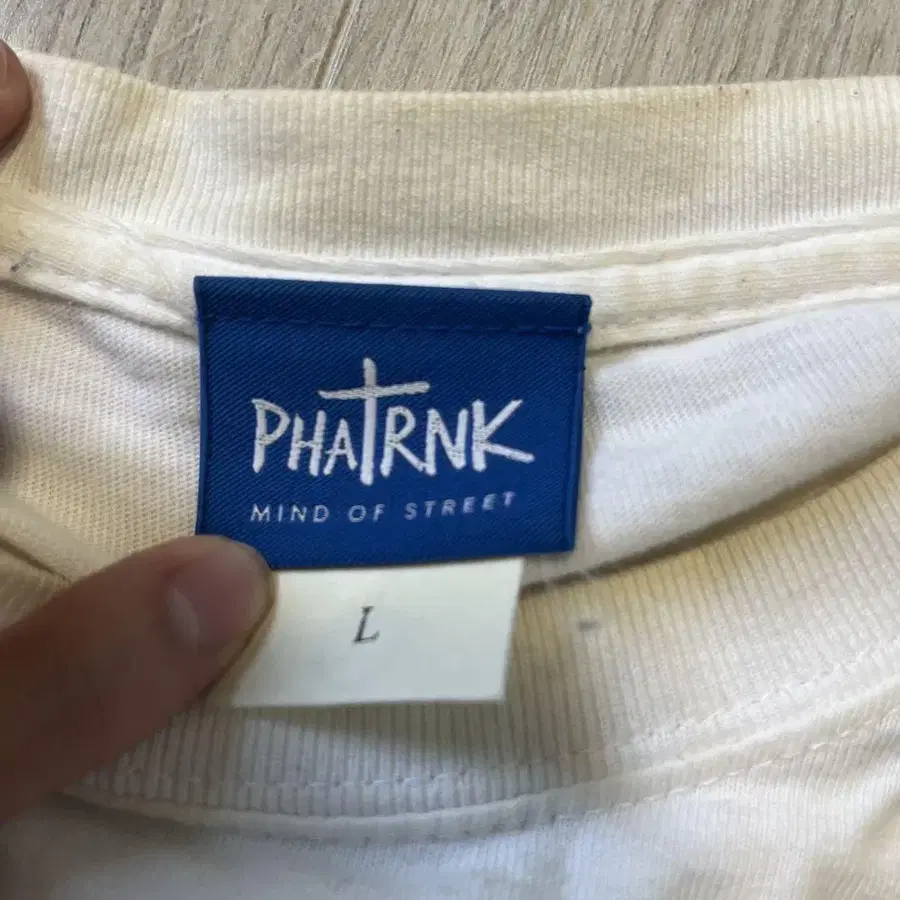 PHATRNK
MIND OF STREET
L